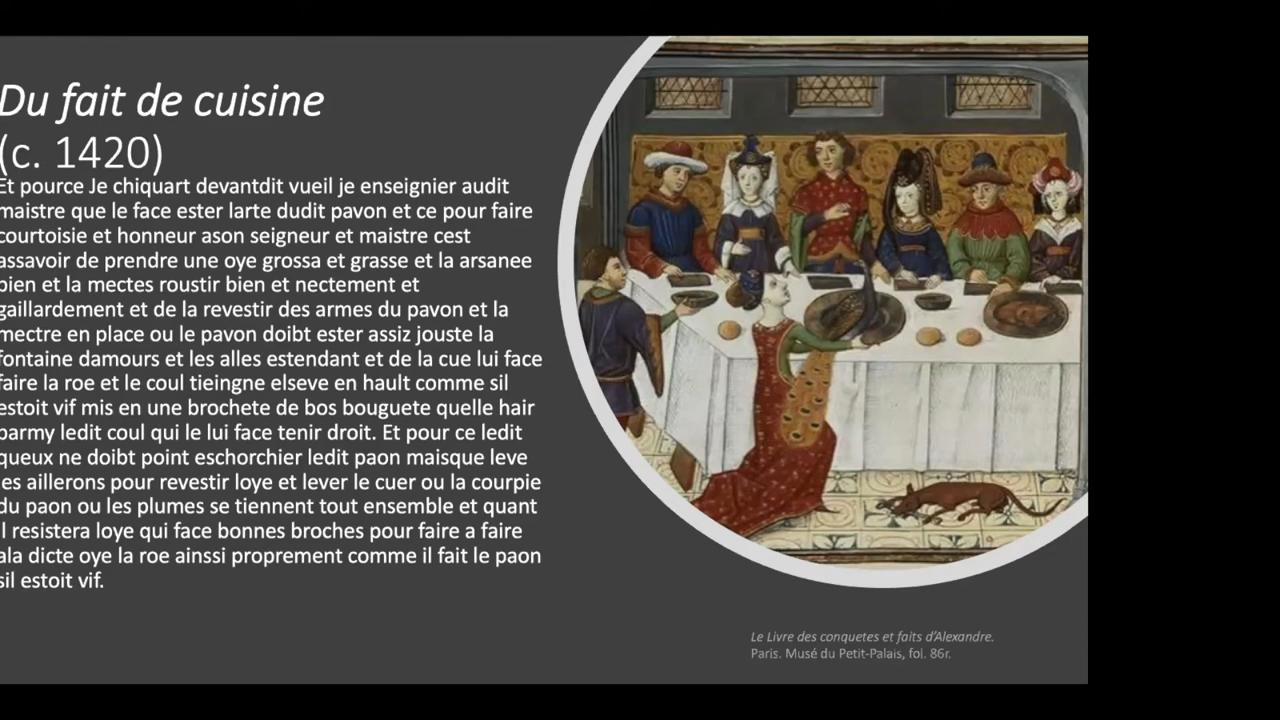 Du fait de cuisine
(c. 1420)
Et pource Je chiquart devantdit vueil je enseignier audit
maistre que le face ester larte dudit pavon et ce pour faire
courtoisie et honneur ason seigneur et maistre cest
assavoir de prendre une oye grossa et grasse et la arsanee
bien et la mectes roustir bien et nectement et
gaillardement et de la revestir des armes du pavon et la
mectre en place ou le pavon doibt ester assiz jouste la
fontaine damours et les alles estendant et de la cue lui face
faire la roe et le coul tieingne elseve en hault comme sil
estoit vif mis en une brochete de bos bouguete quelle hair
parmy ledit coul qui le lui face tenir droit. Et pour ce ledit
queux ne doibt point eschorchier ledit paon maisque leve
les aillerons pour revestir loye et lever le cuer ou la courpie
du paon ou les plumes se tiennent tout ensemble et quant
il resistera loye qui face bonnes broches pour faire a faire
ala dicte oye la roe ainssi proprement comme il fait le paon
sil estoit vif.
Le Livre des conquetes et faits d'Alexandre.
Paris. Musé du Petit-Palais, fol. 86r.